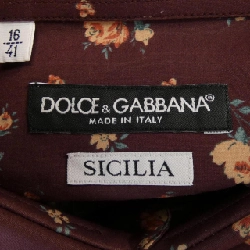 16
41
DOLCE & GABBANA®
MADE IN ITALY
SICILIA